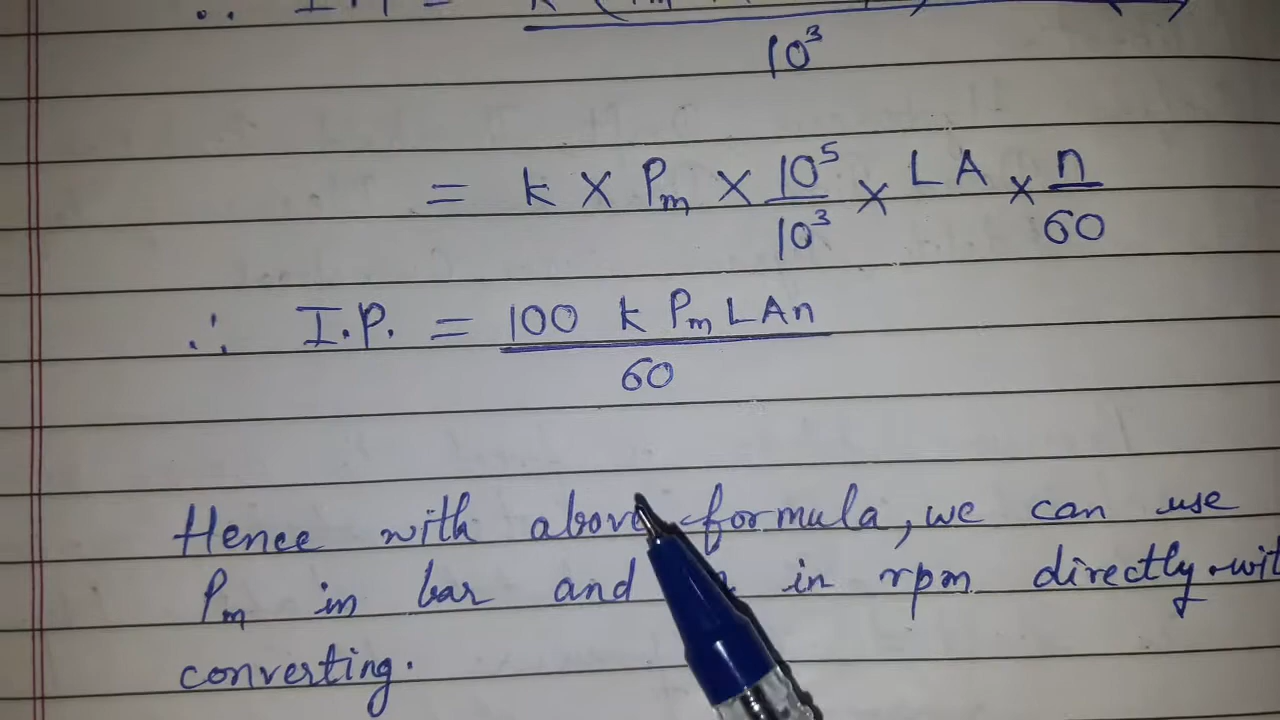 ∴ I.P. = k
10³
= k × Pm × 10⁵/10³ × LA × n/60
∴ I.P. = 100 k Pm LAn / 60
Hence with above formula, we can use
Pm in bar and in rpm directly
converting.